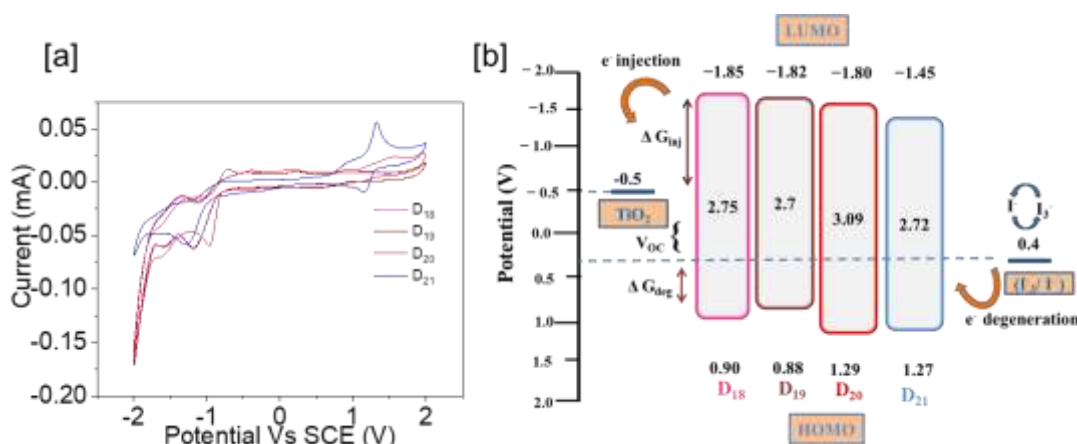 [a]
Current (mA)
0.05
0.00
-0.05
-0.10
-0.15
-0.20
-2
-1
0
1
2
Potential Vs SCE (V)
D18
D19
D20
D21
[b]
LUMO
e- injection
−1.85
−1.82
−1.80
−1.45
Potential (V)
− 2.0
−1.5
−1.0
−0.5
0.0
0.5
1.0
1.5
2.0
Δ Ginj
-0.5
TiO2
VOC
Δ Gdeg
2.75
2.7
3.09
2.72
I-
I3-
0.4
(I3-/ I-)
e- degeneration
0.90
0.88
1.29
1.27
D18
D19
D20
D21
HOMO